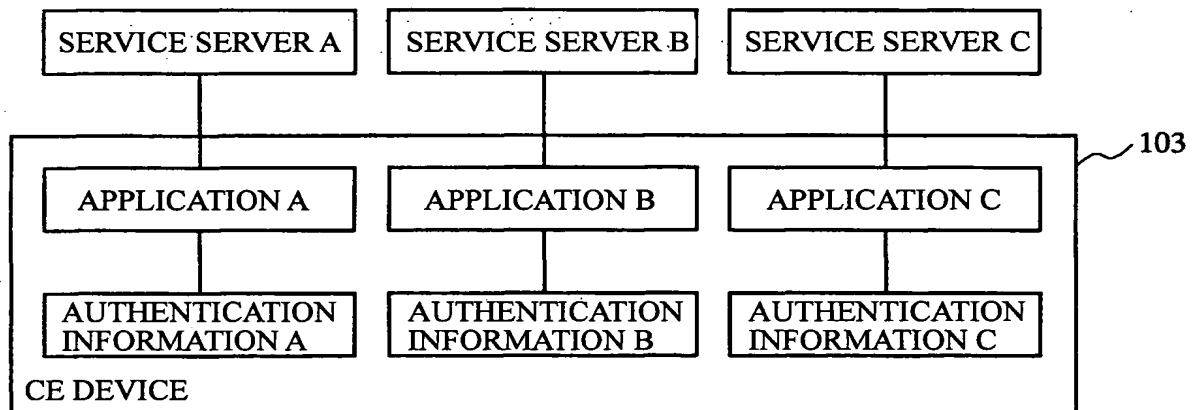 SERVICE SERVER A
SERVICE SERVER B
SERVICE SERVER C
103
APPLICATION A
APPLICATION B
APPLICATION C
AUTHENTICATION
INFORMATION A
AUTHENTICATION
INFORMATION B
AUTHENTICATION
INFORMATION C
CE DEVICE